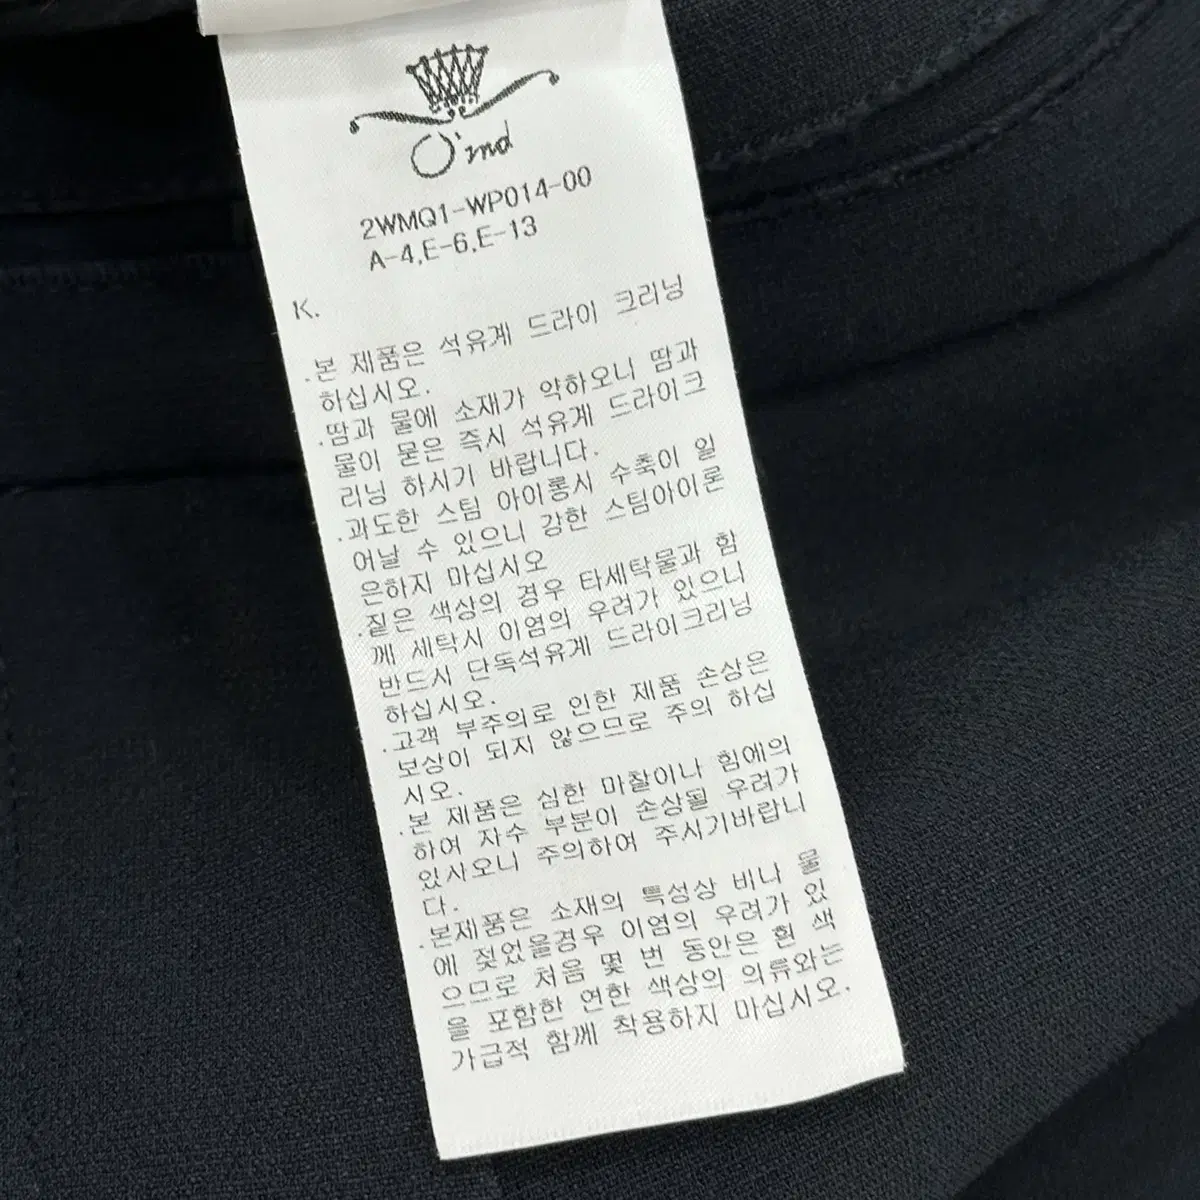 O'md
2WMQ1-WP014-00
A-4,E-6,E-13
K.
.본 제품은 석유계 드라이 크리닝
하십시오.
.땀과 물에 소재가 약하오니 땀과
물이 묻은 즉시 석유계 드라이크
리닝 하시기 바랍니다.
.과도한 스팀 아이롱시 수축이 일
어날 수 있으니 강한 스팀아이론
은하지 마십시오
.짙은 색상의 경우 타세탁물과 함
께 세탁시 이염의 우려가 있으니
반드시 단독석유계 드라이크리닝
하십시오.
.고객 부주의로 인한 제품 손상은
보상이 되지 않으므로 주의 하십
시오.
.본 제품은 심한 마찰이나 힘에의
하여 자수 부분이 손상될 우려가
있사오니 주의하여 주시기바랍니
다.
.본제품은 소재의 특성상 비나 물
에 젖었을경우 이염의 우려가 있
으므로 처음 몇 번 동안은 흰 색
을 포함한 연한 색상의 의류와는
가급적 함께 착용하지 마십시오.